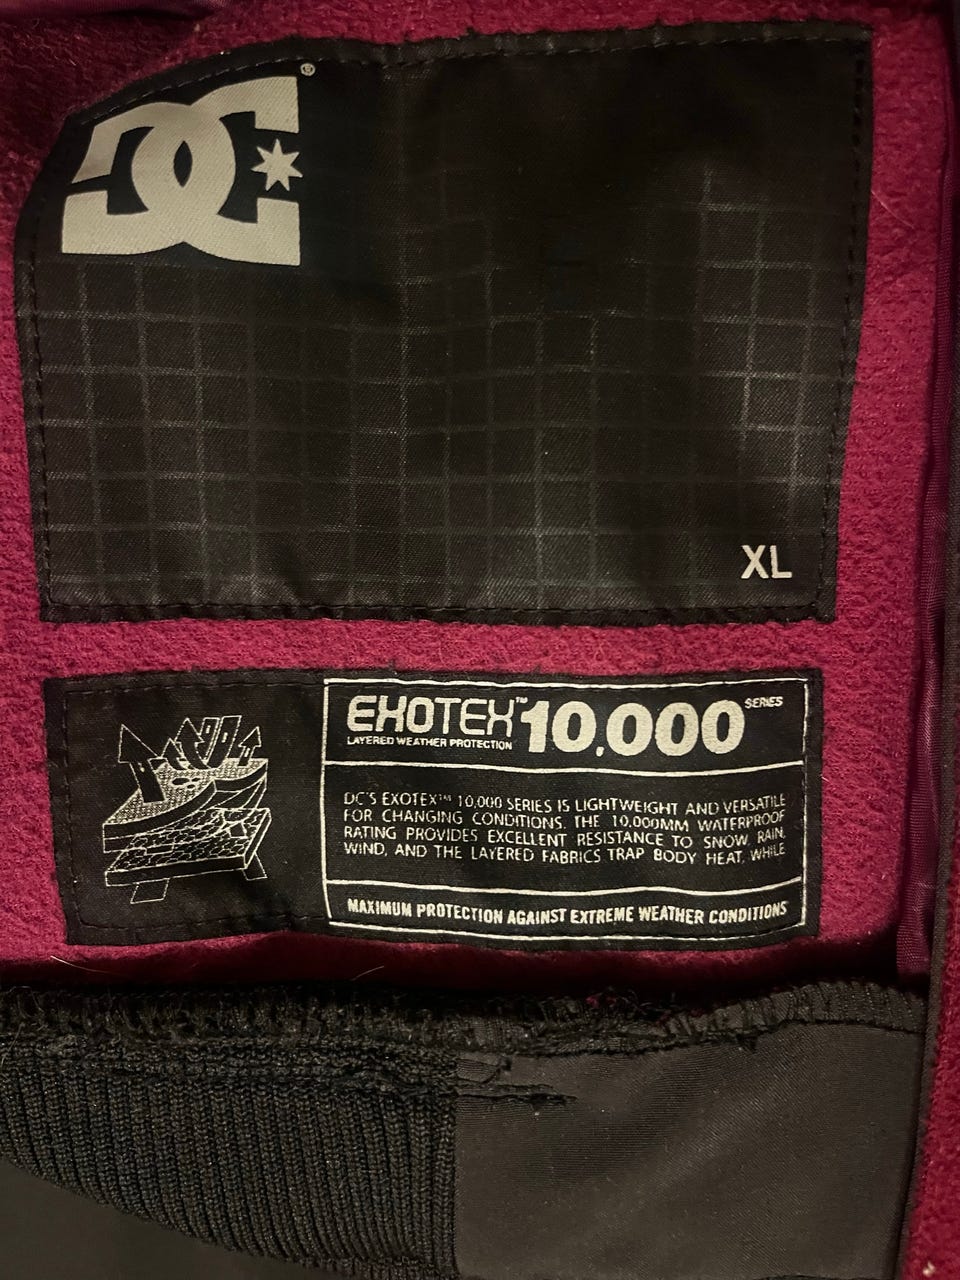 DC®
XL
EXOTEX™ 10,000 SERIES
LAYERED WEATHER PROTECTION
DC'S EXOTEX™ 10,000 SERIES IS LIGHTWEIGHT AND VERSATILE
FOR CHANGING CONDITIONS. THE 10,000MM WATERPROOF
RATING PROVIDES EXCELLENT RESISTANCE TO SNOW, RAIN,
WIND, AND THE LAYERED FABRICS TRAP BODY HEAT, WHILE
MAXIMUM PROTECTION AGAINST EXTREME WEATHER CONDITIONS